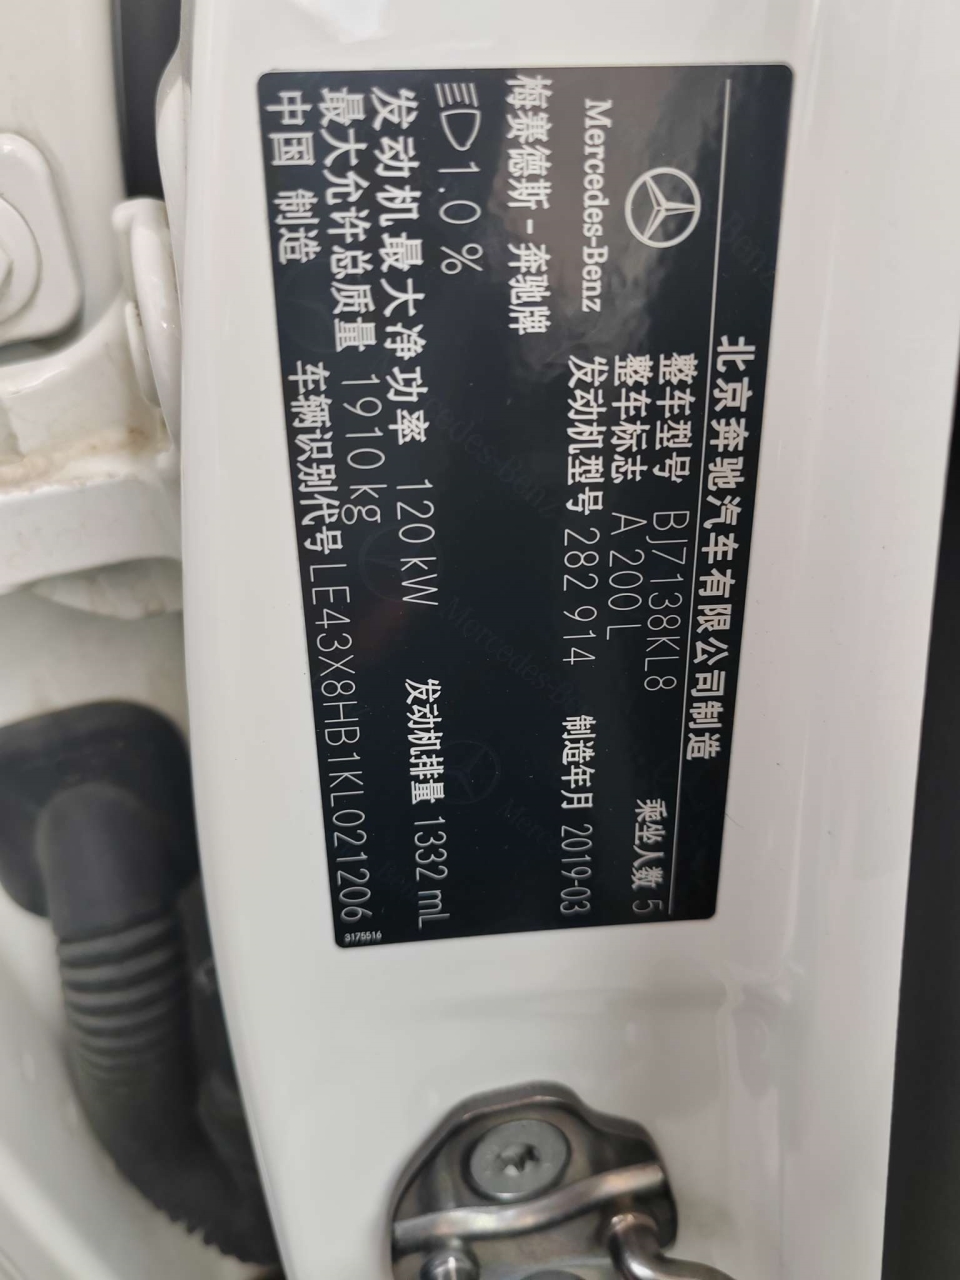 北京奔驰汽车有限公司制造
整车型号 BJ7138KL8 乘坐人数 5
整车标志 A 200 L
Mercedes-Benz 发动机型号 282 914 制造年月 2019-03
梅赛德斯-奔驰牌
1.0 %
发动机最大净功率 120 kW 发动机排量 1332 mL
最大允许总质量 1910 kg
中国 制造 车辆识别代号 LE43X8HB1KL021206
3175516